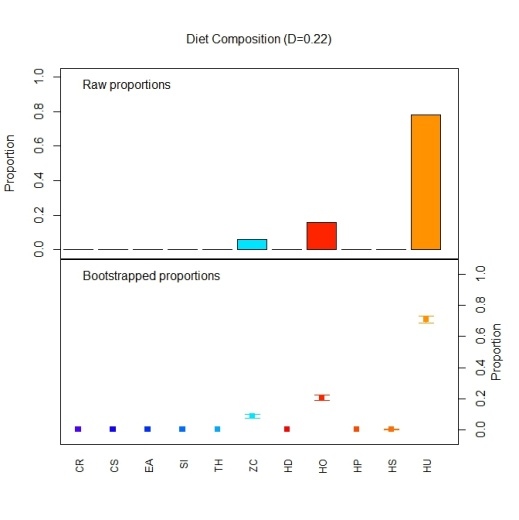 Diet Composition (D=0.22)
Raw proportions
Proportion
0.0 0.2 0.4 0.6 0.8 1.0
Bootstrapped proportions
Proportion
0.0 0.2 0.4 0.6 0.8 1.0
CR CS EA SI TH ZC HD HO HP HS HU